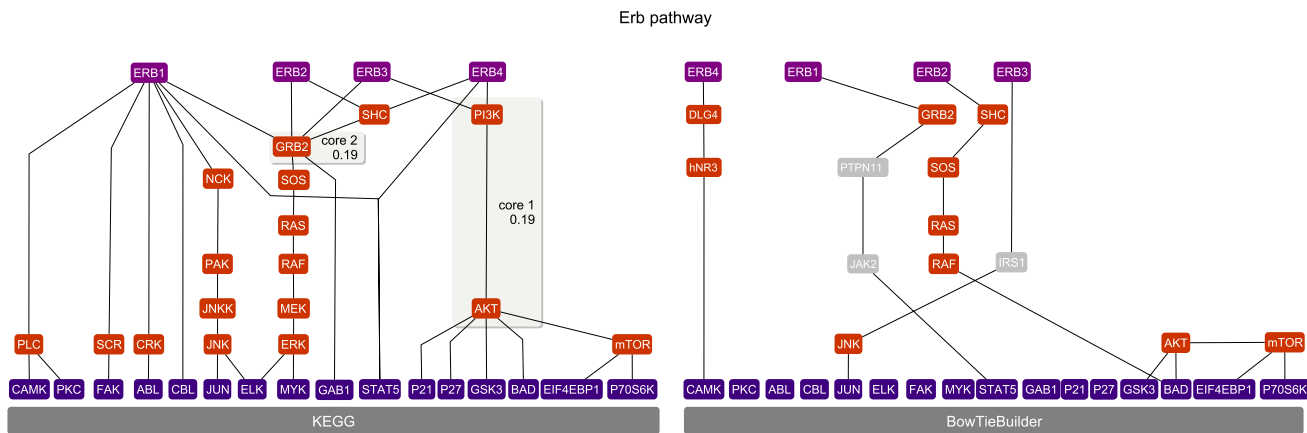 Erb pathway
ERB1
ERB2
ERB3
ERB4
SHC
PI3K
GRB2
core 2
0.19
NCK
SOS
core 1
0.19
RAS
PAK
RAF
JNKK
MEK
AKT
PLC
SCR
CRK
JNK
ERK
mTOR
CAMK
PKC
FAK
ABL
CBL
JUN
ELK
MYK
GAB1
STAT5
P21
P27
GSK3
BAD
EIF4EBP1
P70S6K
KEGG
ERB4
ERB1
ERB2
ERB3
DLG4
GRB2
SHC
hNR3
PTPN11
SOS
RAS
JAK2
RAF
IRS1
JNK
AKT
mTOR
CAMK
PKC
ABL
CBL
JUN
ELK
FAK
MYK
STAT5
GAB1
P21
P27
GSK3
BAD
EIF4EBP1
P70S6K
BowTieBuilder